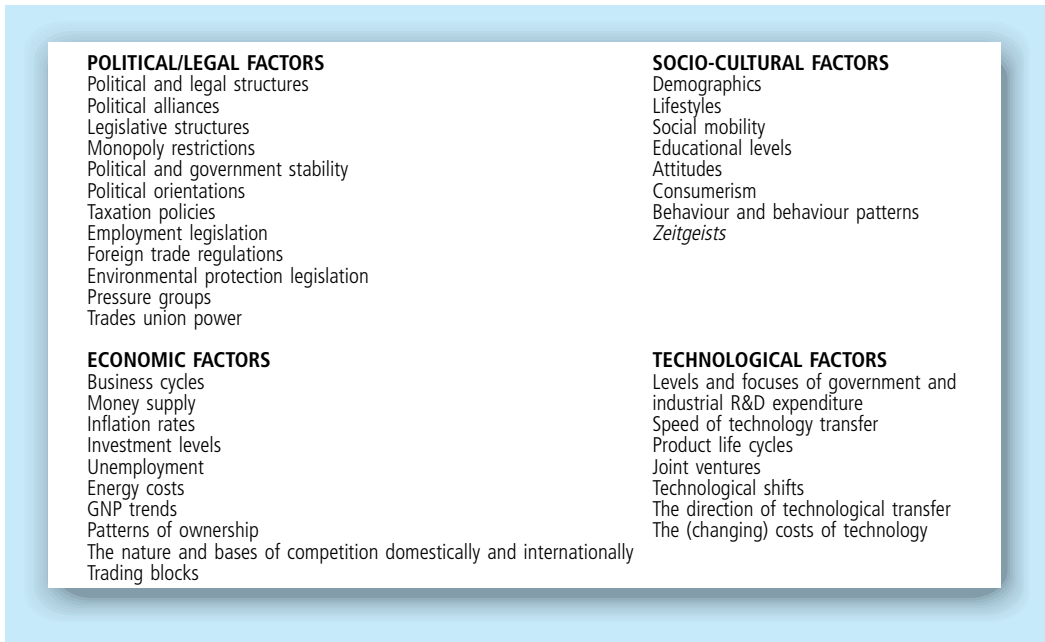 POLITICAL/LEGAL FACTORS
Political and legal structures
Political alliances
Legislative structures
Monopoly restrictions
Political and government stability
Political orientations
Taxation policies
Employment legislation
Foreign trade regulations
Environmental protection legislation
Pressure groups
Trades union power
SOCIO-CULTURAL FACTORS
Demographics
Lifestyles
Social mobility
Educational levels
Attitudes
Consumerism
Behaviour and behaviour patterns
Zeitgeists
ECONOMIC FACTORS
Business cycles
Money supply
Inflation rates
Investment levels
Unemployment
Energy costs
GNP trends
Patterns of ownership
The nature and bases of competition domestically and internationally
Trading blocks
TECHNOLOGICAL FACTORS
Levels and focuses of government and
industrial R&D expenditure
Speed of technology transfer
Product life cycles
Joint ventures
Technological shifts
The direction of technological transfer
The (changing) costs of technology